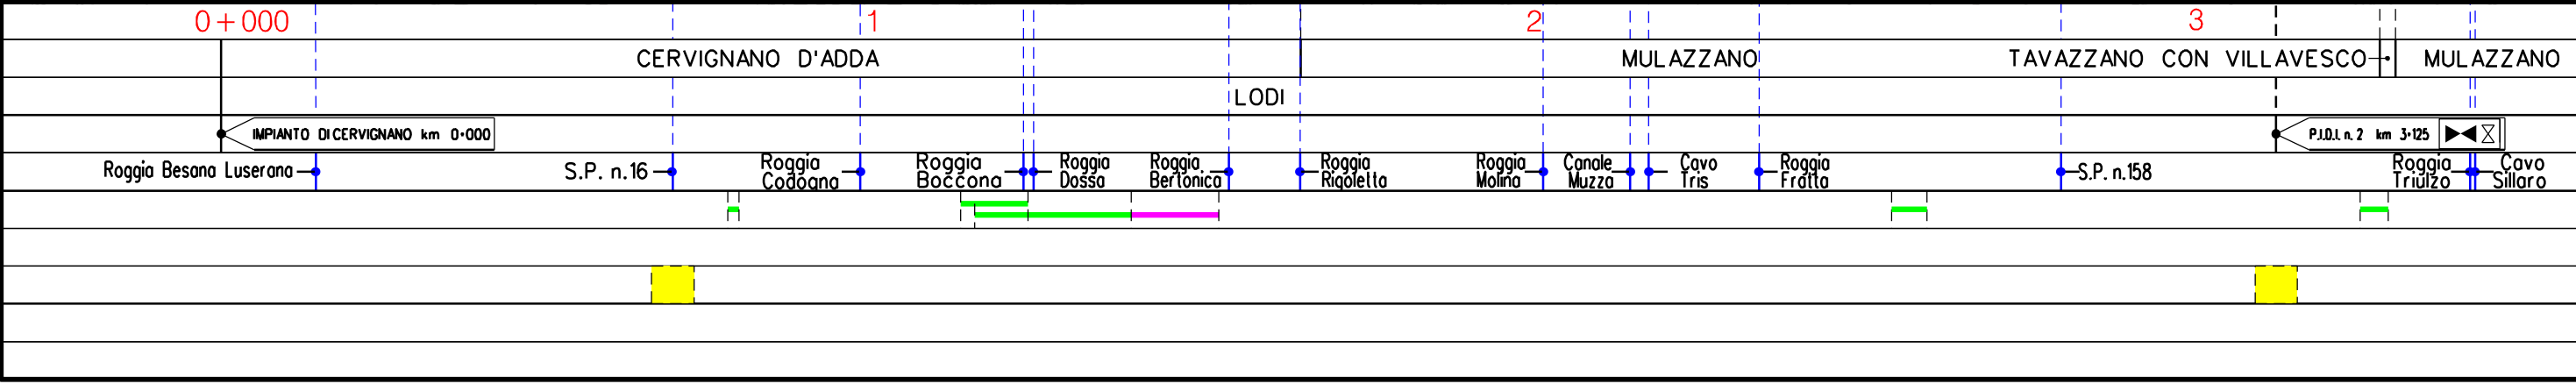 0+000 1 2 3
CERVIGNANO D'ADDA MULAZZANO TAVAZZANO CON VILLAVESCO MULAZZANO
LODI
IMPIANTO DI CERVIGNANO km 0+000
P.I.D.I. n. 2 km 3+125
Roggia Besana Luserana
S.P. n.16
Roggia
Codogna
Roggia
Boccona
Roggia
Dossa
Roggia
Bertonica
Roggia
Rigoletta
Roggia
Molina
Canale
Muzza
Cavo
Tris
Roggia
Fratta
S.P. n.158
Roggia
Triulzo
Cavo
Sillaro